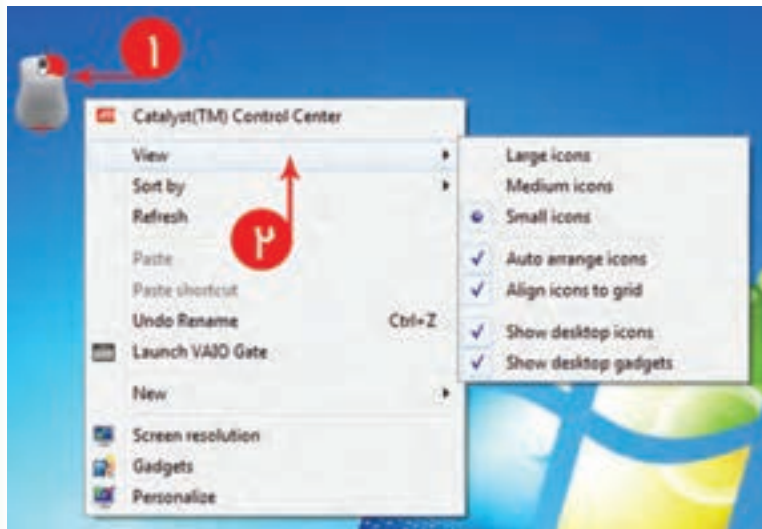 ۱
Catalyst(TM) Control Center
View
Sort by
Refresh
۲
Paste
Paste shortcut
Undo Rename Ctrl+Z
Launch VAIO Gate
New
Screen resolution
Gadgets
Personalize
Large icons
Medium icons
Small icons
Auto arrange icons
Align icons to grid
Show desktop icons
Show desktop gadgets